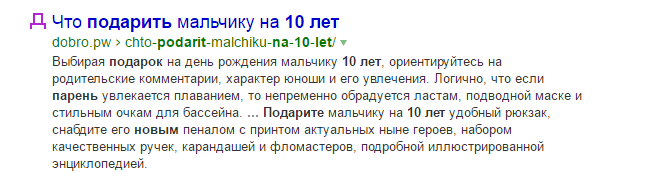 Д Что подарить мальчику на 10 лет
dobro.pw › chto-podarit-malchiku-na-10-let/
Выбирая подарок на день рождения мальчику 10 лет, ориентируйтесь на
родительские комментарии, характер юноши и его увлечения. Логично, что если
парень увлекается плаванием, то непременно обрадуется ластам, подводной маске и
стильным очкам для бассейна. ... Подарите мальчику на 10 лет удобный рюкзак,
снабдите его новым пеналом с принтом актуальных ныне героев, набором
качественных ручек, карандашей и фломастеров, подробной иллюстрированной
энциклопедией.